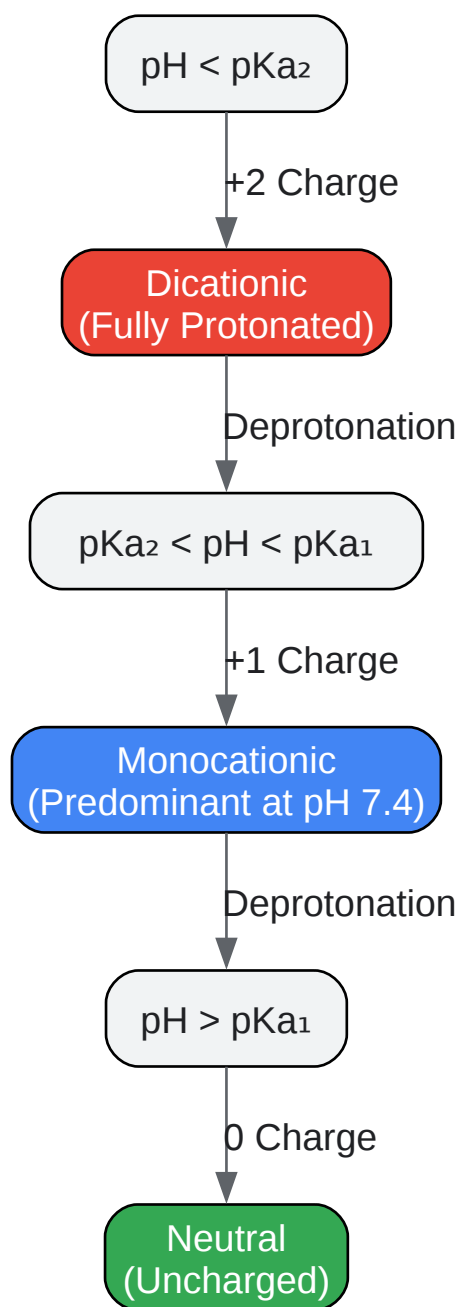 pH < pKa₂
+2 Charge
Dicationic
(Fully Protonated)
Deprotonation
pKa₂ < pH < pKa₁
+1 Charge
Monocationic
(Predominant at pH 7.4)
Deprotonation
pH > pKa₁
0 Charge
Neutral
(Uncharged)